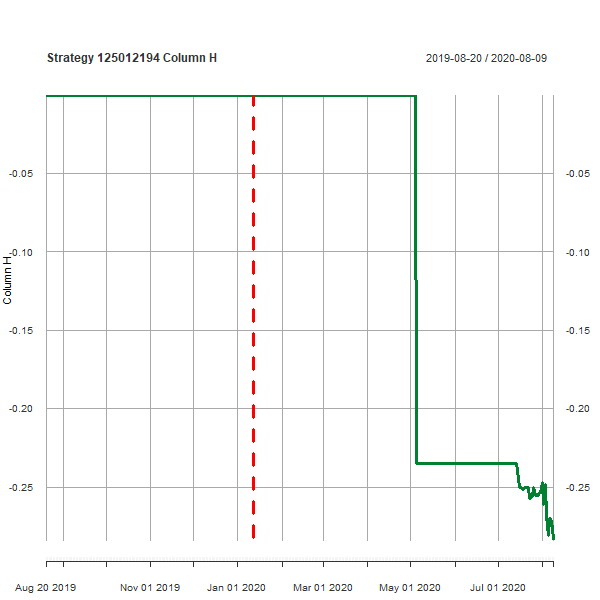 Strategy 125012194 Column H
2019-08-20 / 2020-08-09
-0.05
-0.05
-0.10
-0.10
Column H
-0.15
-0.15
-0.20
-0.20
-0.25
-0.25
Aug 20 2019
Nov 01 2019
Jan 01 2020
Mar 01 2020
May 01 2020
Jul 01 2020